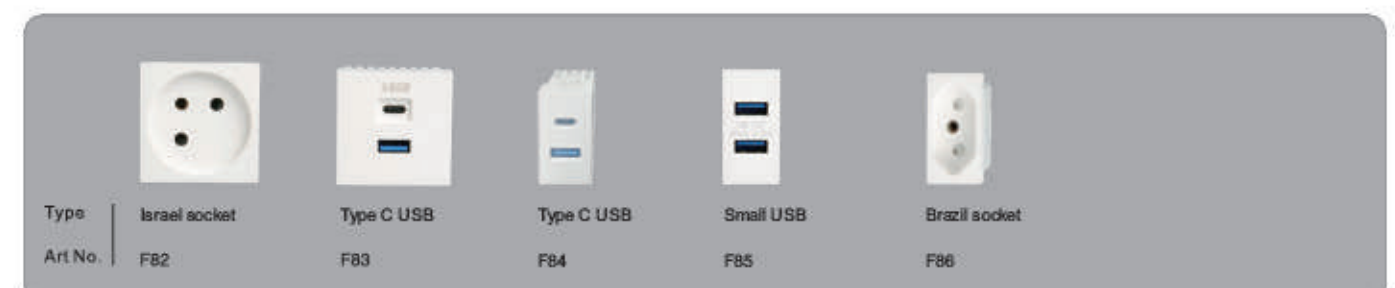 Type Israel socket Type C USB Type C USB Small USB Brazil socket
Art No. F82 F83 F84 F85 F86